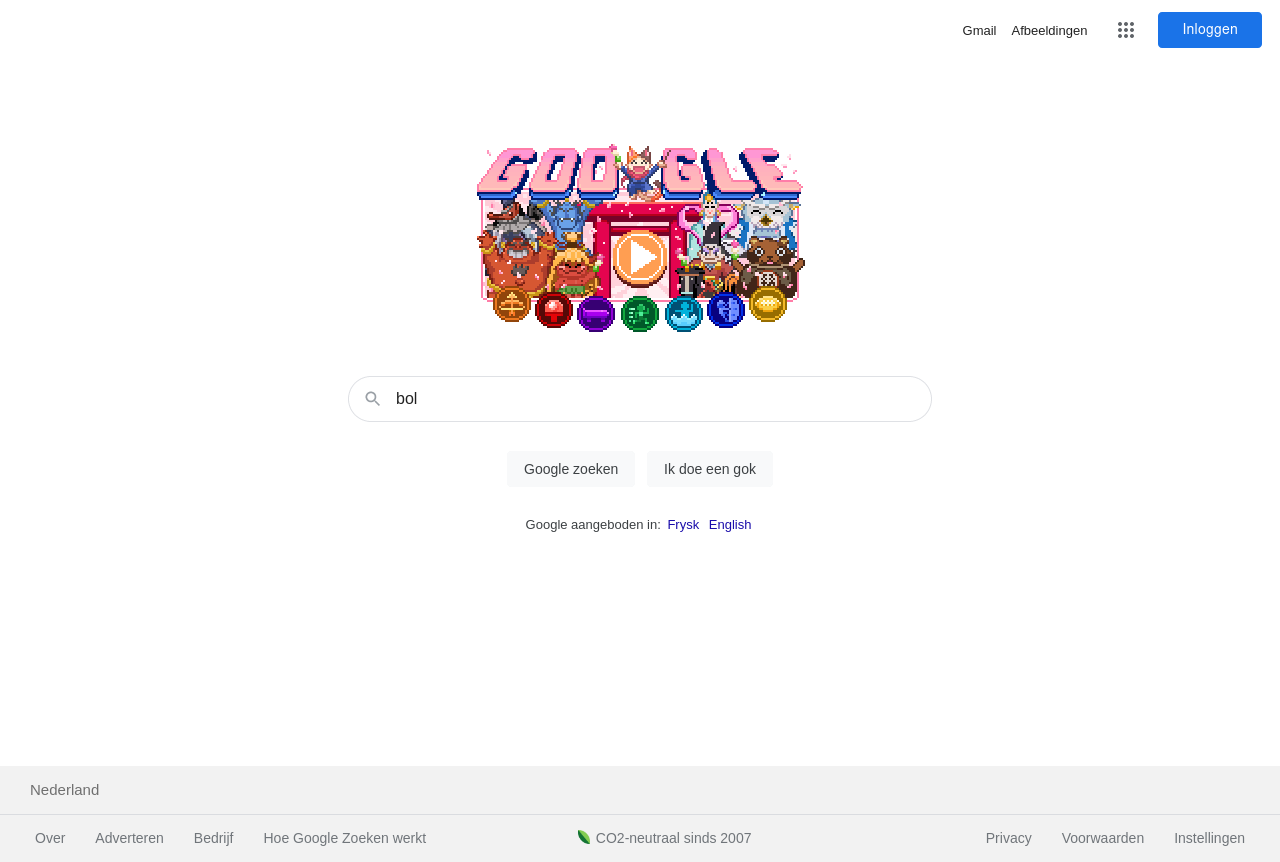 Gmail Afbeeldingen Inloggen
GOOGLE
bol
Google zoeken Ik doe een gok
Google aangeboden in: Frysk English
Nederland
Over Adverteren Bedrijf Hoe Google Zoeken werkt CO2-neutraal sinds 2007 Privacy Voorwaarden Instellingen